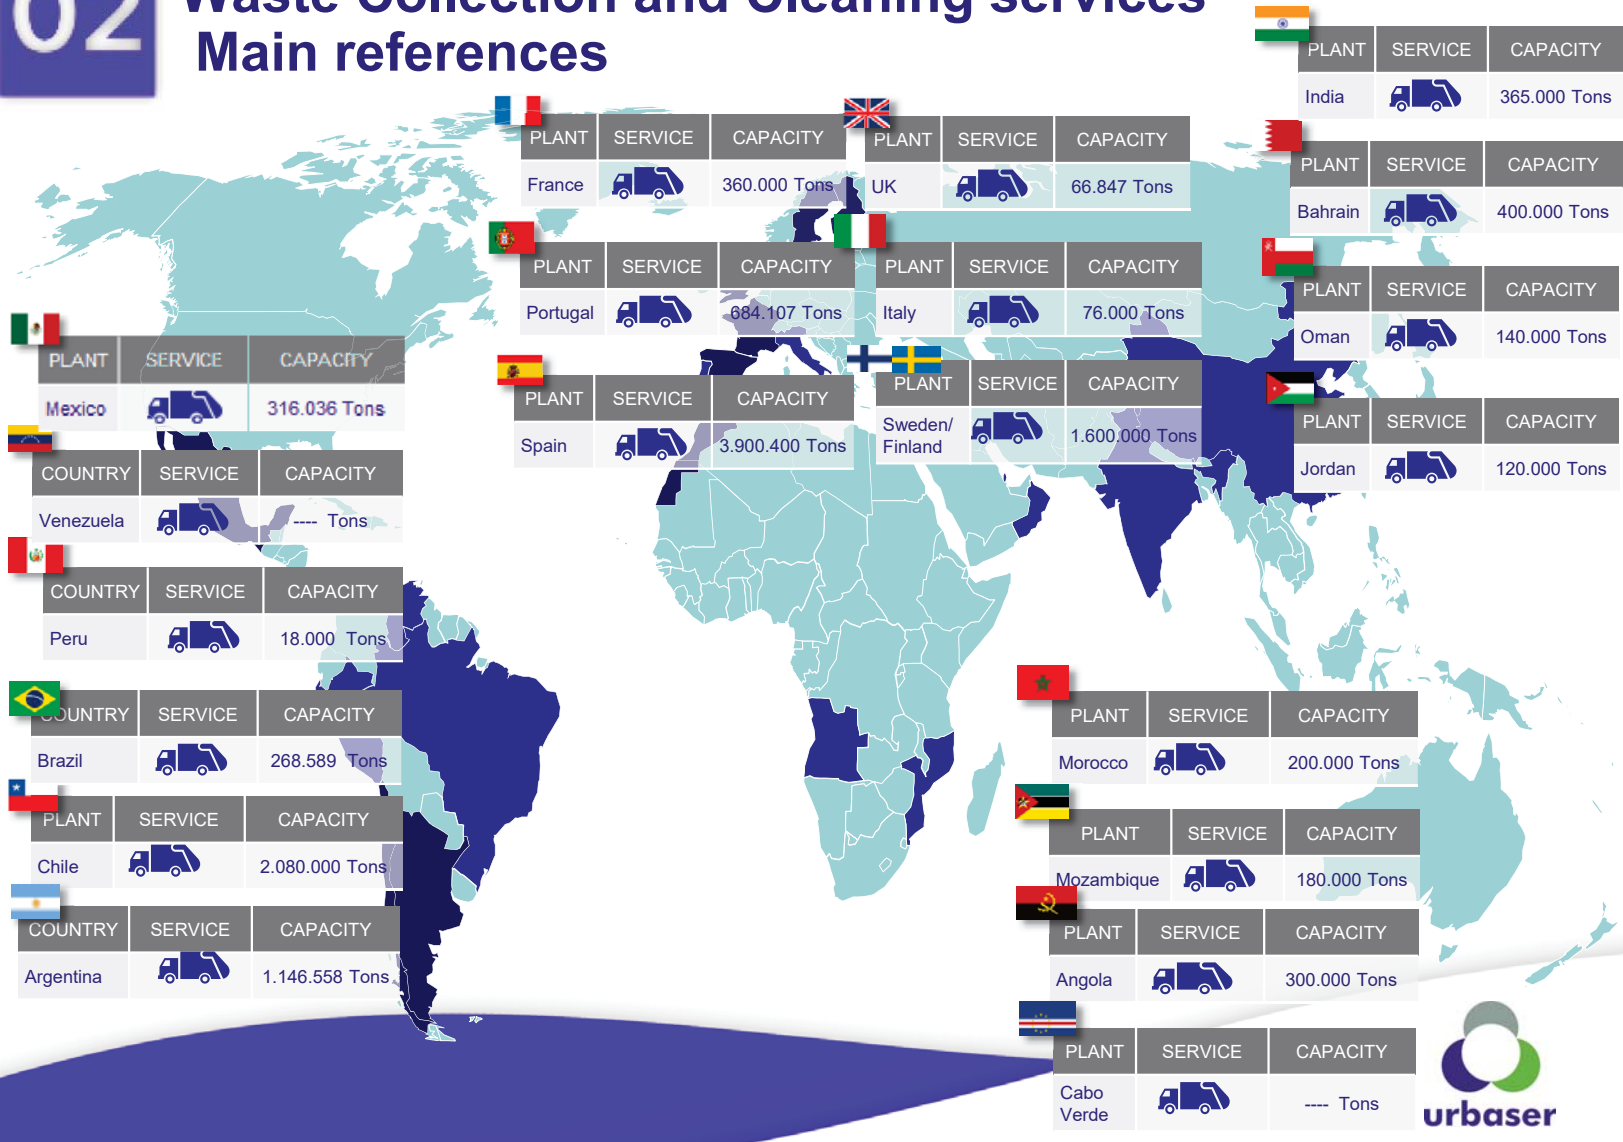 02
Waste Collection and Cleaning services
Main references
PLANT SERVICE CAPACITY
India 365.000 Tons
PLANT SERVICE CAPACITY
France 360.000 Tons
PLANT SERVICE CAPACITY
UK 66.847 Tons
PLANT SERVICE CAPACITY
Bahrain 400.000 Tons
PLANT SERVICE CAPACITY
Portugal 684.107 Tons
PLANT SERVICE CAPACITY
Italy 76.000 Tons
PLANT SERVICE CAPACITY
Oman 140.000 Tons
PLANT SERVICE CAPACITY
Mexico 316.036 Tons
PLANT SERVICE CAPACITY
Spain 3.900.400 Tons
PLANT SERVICE CAPACITY
Sweden/
Finland 1.600.000 Tons
PLANT SERVICE CAPACITY
Jordan 120.000 Tons
COUNTRY SERVICE CAPACITY
Venezuela ---- Tons
COUNTRY SERVICE CAPACITY
Peru 18.000 Tons
COUNTRY SERVICE CAPACITY
Brazil 268.589 Tons
PLANT SERVICE CAPACITY
Chile 2.080.000 Tons
COUNTRY SERVICE CAPACITY
Argentina 1.146.558 Tons
PLANT SERVICE CAPACITY
Morocco 200.000 Tons
PLANT SERVICE CAPACITY
Mozambique 180.000 Tons
PLANT SERVICE CAPACITY
Angola 300.000 Tons
PLANT SERVICE CAPACITY
Cabo
Verde ---- Tons
urbaser